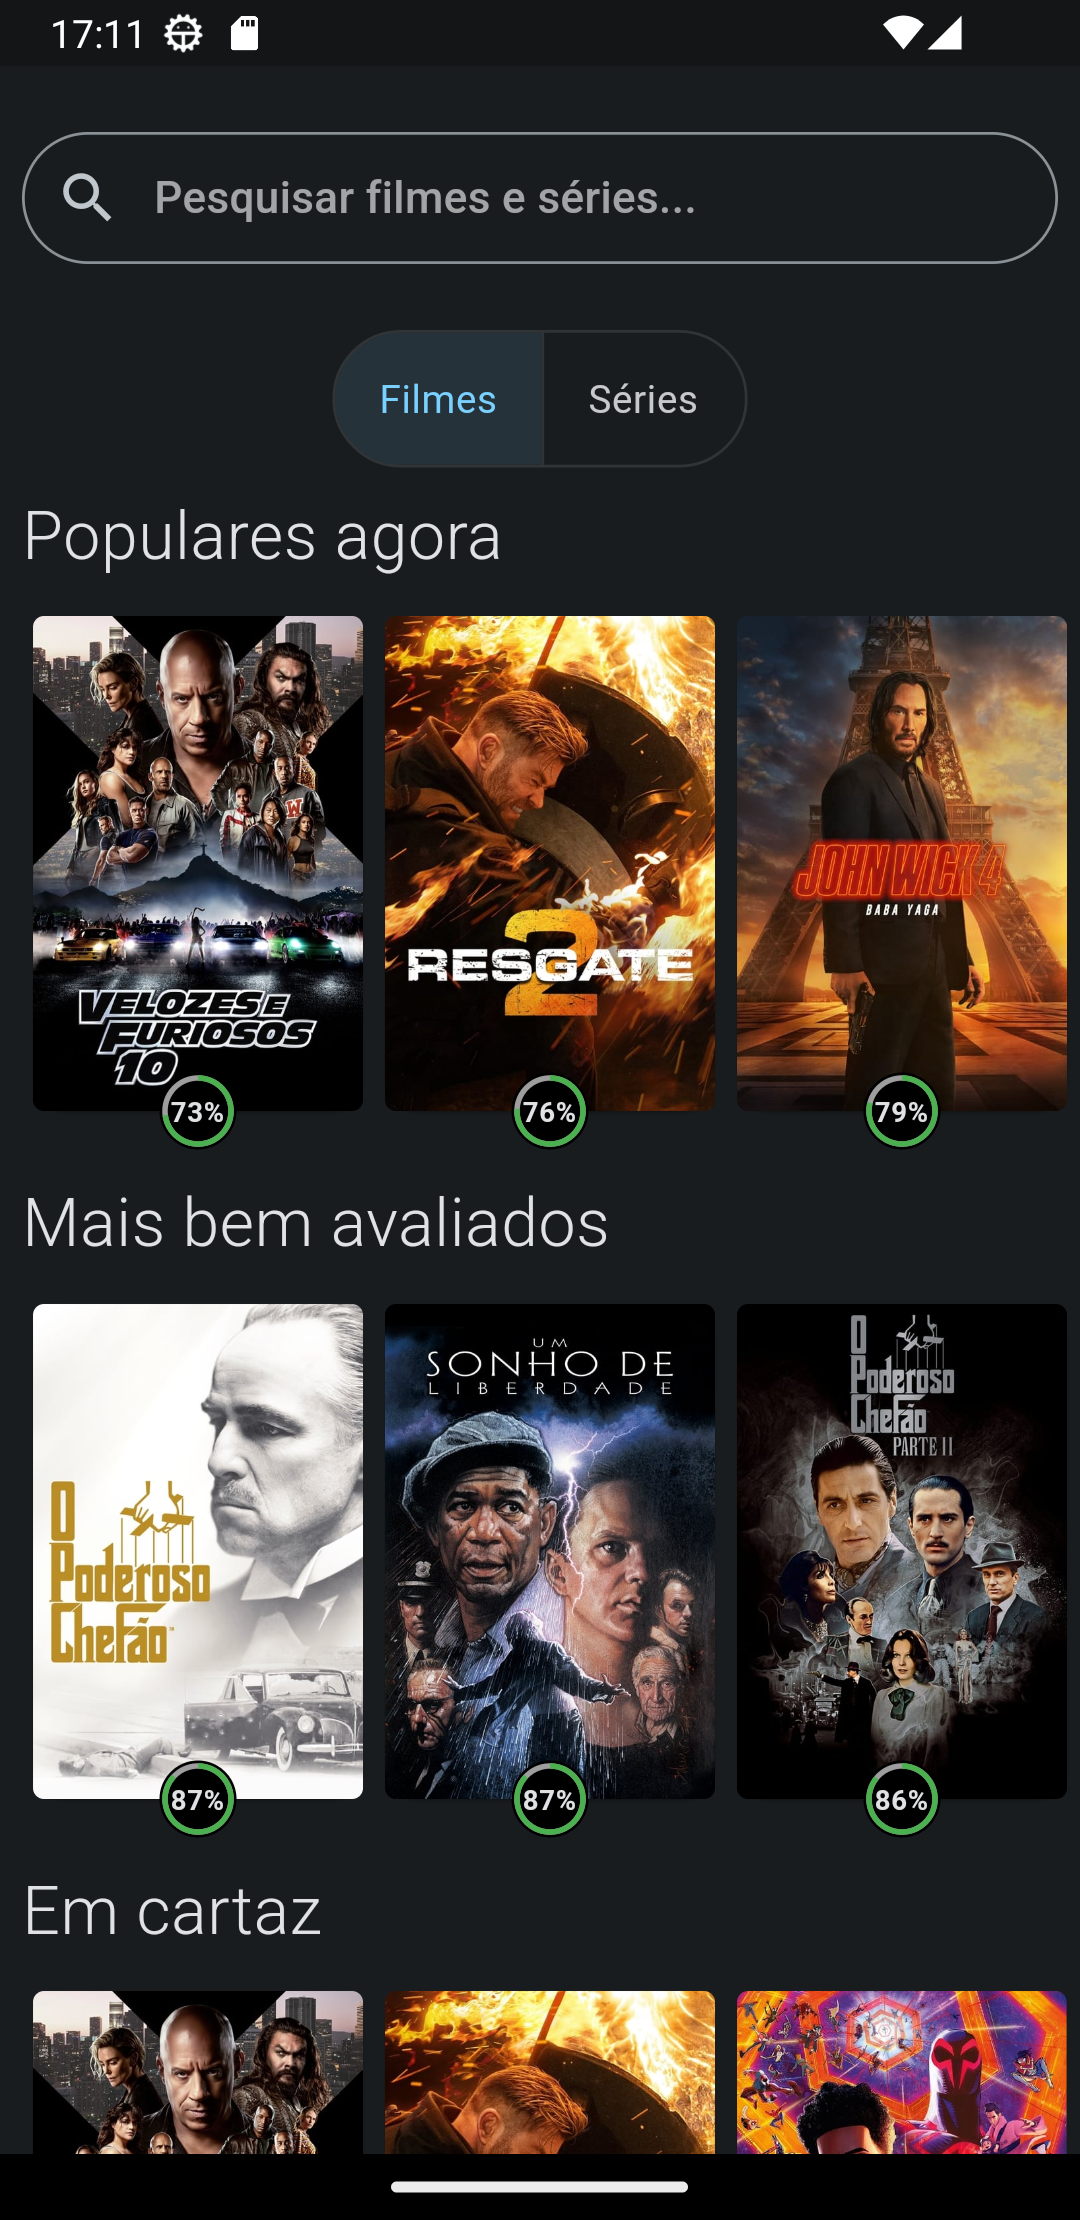 17:11
Pesquisar filmes e séries...
Filmes
Séries
Populares agora
VELOZES E
FURIOSOS
10
73%
2
RESGATE
76%
JOHN WICK 4
BABA YAGA
79%
Mais bem avaliados
O
Poderoso
Chefão
87%
UM
SONHO DE
LIBERDADE
87%
O
Poderoso
Chefão
PARTE II
86%
Em cartaz